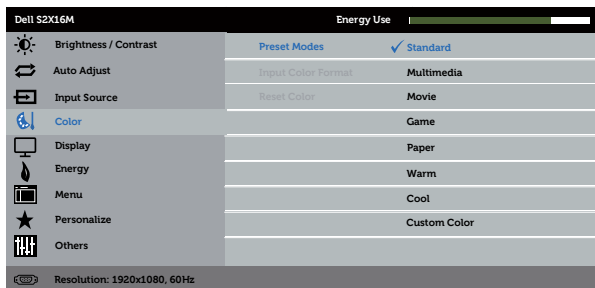 Dell S2X16M Energy Use
Brightness / Contrast Preset Modes Standard
Auto Adjust Input Color Format Multimedia
Input Source Reset Color Movie
Color Game
Display Paper
Energy Warm
Menu Cool
Personalize Custom Color
Others
Resolution: 1920x1080, 60Hz